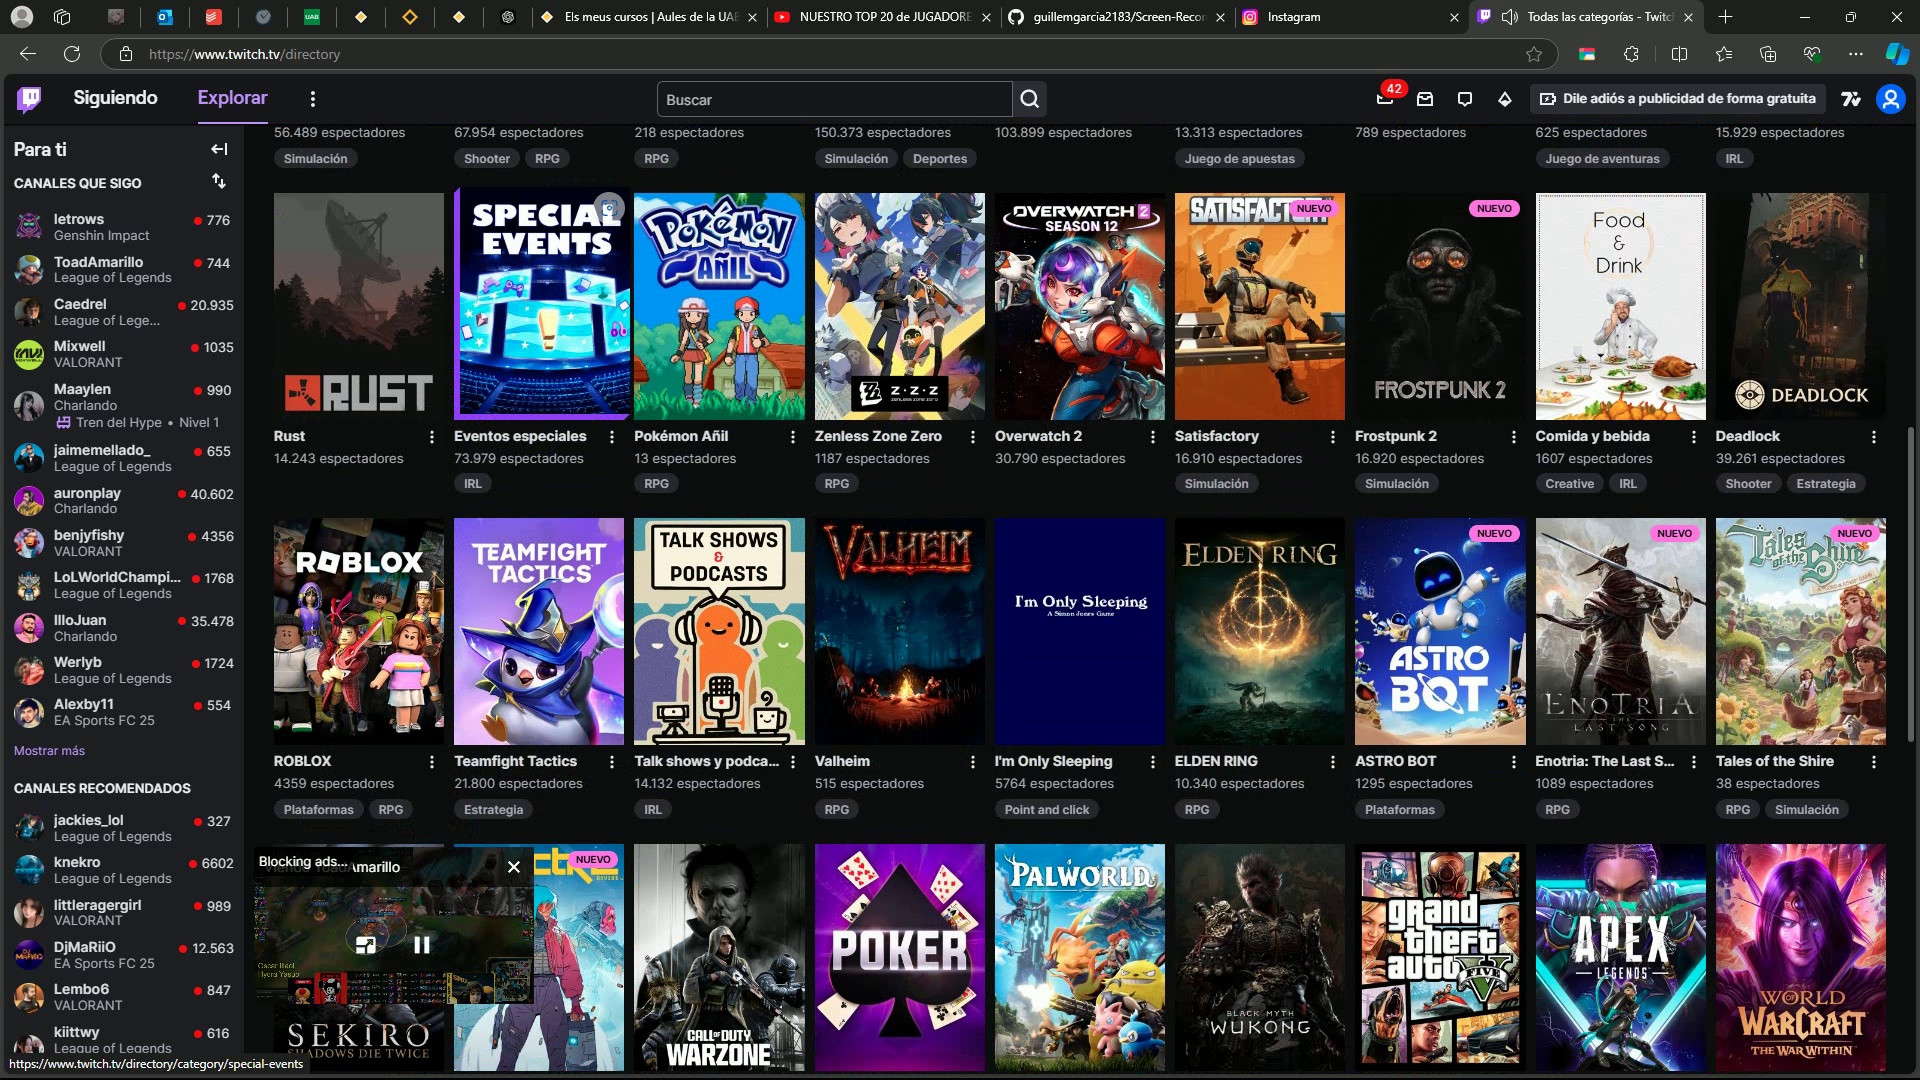 Els meus cursos | Aules de la UAB
NUESTRO TOP 20 de JUGADORE
guillemgarcia2183/Screen-Recor
Instagram
Todas las categorías - Twitc
https://www.twitch.tv/directory
Siguiendo
Explorar
Buscar
42
Dile adiós a publicidad de forma gratuita
Para ti
CANALES QUE SIGO
letrows
776
Genshin Impact
ToadAmarillo
744
League of Legends
Caedrel
20.935
League of Lege...
Mixwell
1035
VALORANT
Maaylen
990
Charlando
Tren del Hype • Nivel 1
jaimemellado_
655
League of Legends
auronplay
40.602
Charlando
benjyfishy
4356
VALORANT
LoLWorldChampi...
1768
League of Legends
IlloJuan
35.478
Charlando
Werlyb
1724
League of Legends
Alexby11
554
EA Sports FC 25
Mostrar más
CANALES RECOMENDADOS
jackies_lol
327
League of Legends
knekro
6602
League of Legends
littleragergirl
989
VALORANT
DjMaRiiO
12.563
EA Sports FC 25
Lembo6
847
VALORANT
kiittwy
616
League of Legends
https://www.twitch.tv/directory/category/special-events
56.489 espectadores
Simulación
67.954 espectadores
Shooter
RPG
218 espectadores
RPG
150.373 espectadores
Simulación
Deportes
103.899 espectadores
13.313 espectadores
Juego de apuestas
789 espectadores
625 espectadores
Juego de aventuras
15.929 espectadores
IRL
RUST
Rust
14.243 espectadores
SPECIAL
EVENTS
Eventos especiales
73.979 espectadores
IRL
POKÉMON
AÑIL
Pokémon Añil
13 espectadores
RPG
Z·Z·Z
ZENLESS ZONE ZERO
Zenless Zone Zero
1187 espectadores
RPG
OVERWATCH 2
SEASON 12
Overwatch 2
30.790 espectadores
SATISFACTORY
NUEVO
Satisfactory
16.910 espectadores
Simulación
NUEVO
FROSTPUNK 2
Frostpunk 2
16.920 espectadores
Simulación
Food
&
Drink
Comida y bebida
1607 espectadores
Creative
IRL
DEADLOCK
Deadlock
39.261 espectadores
Shooter
Estrategia
ROBLOX
ROBLOX
4359 espectadores
Plataformas
RPG
TEAMFIGHT
TACTICS
Teamfight Tactics
21.800 espectadores
Estrategia
TALK SHOWS
&
PODCASTS
Talk shows y podca...
14.132 espectadores
IRL
VALHEIM
Valheim
515 espectadores
RPG
I'm Only Sleeping
A Simon Jones Game
I'm Only Sleeping
5764 espectadores
Point and click
ELDEN RING
ELDEN RING
10.340 espectadores
RPG
NUEVO
ASTRO
BOT
ASTRO BOT
1295 espectadores
Plataformas
NUEVO
ENOTRIA
THE LAST SONG
Enotria: The Last S...
1089 espectadores
RPG
NUEVO
Tales
of the Shire
Tales of the Shire
38 espectadores
RPG
Simulación
Blocking ads...
Viendo ToadAmarillo
SEKIRO
SHADOWS DIE TWICE
NUEVO
CALL OF DUTY
WARZONE
POKER
PALWORLD
BLACK MYTH
WUKONG
grand
theft
auto
V
FIVE
APEX
LEGENDS
WORLD
WARCRAFT
THE WAR WITHIN